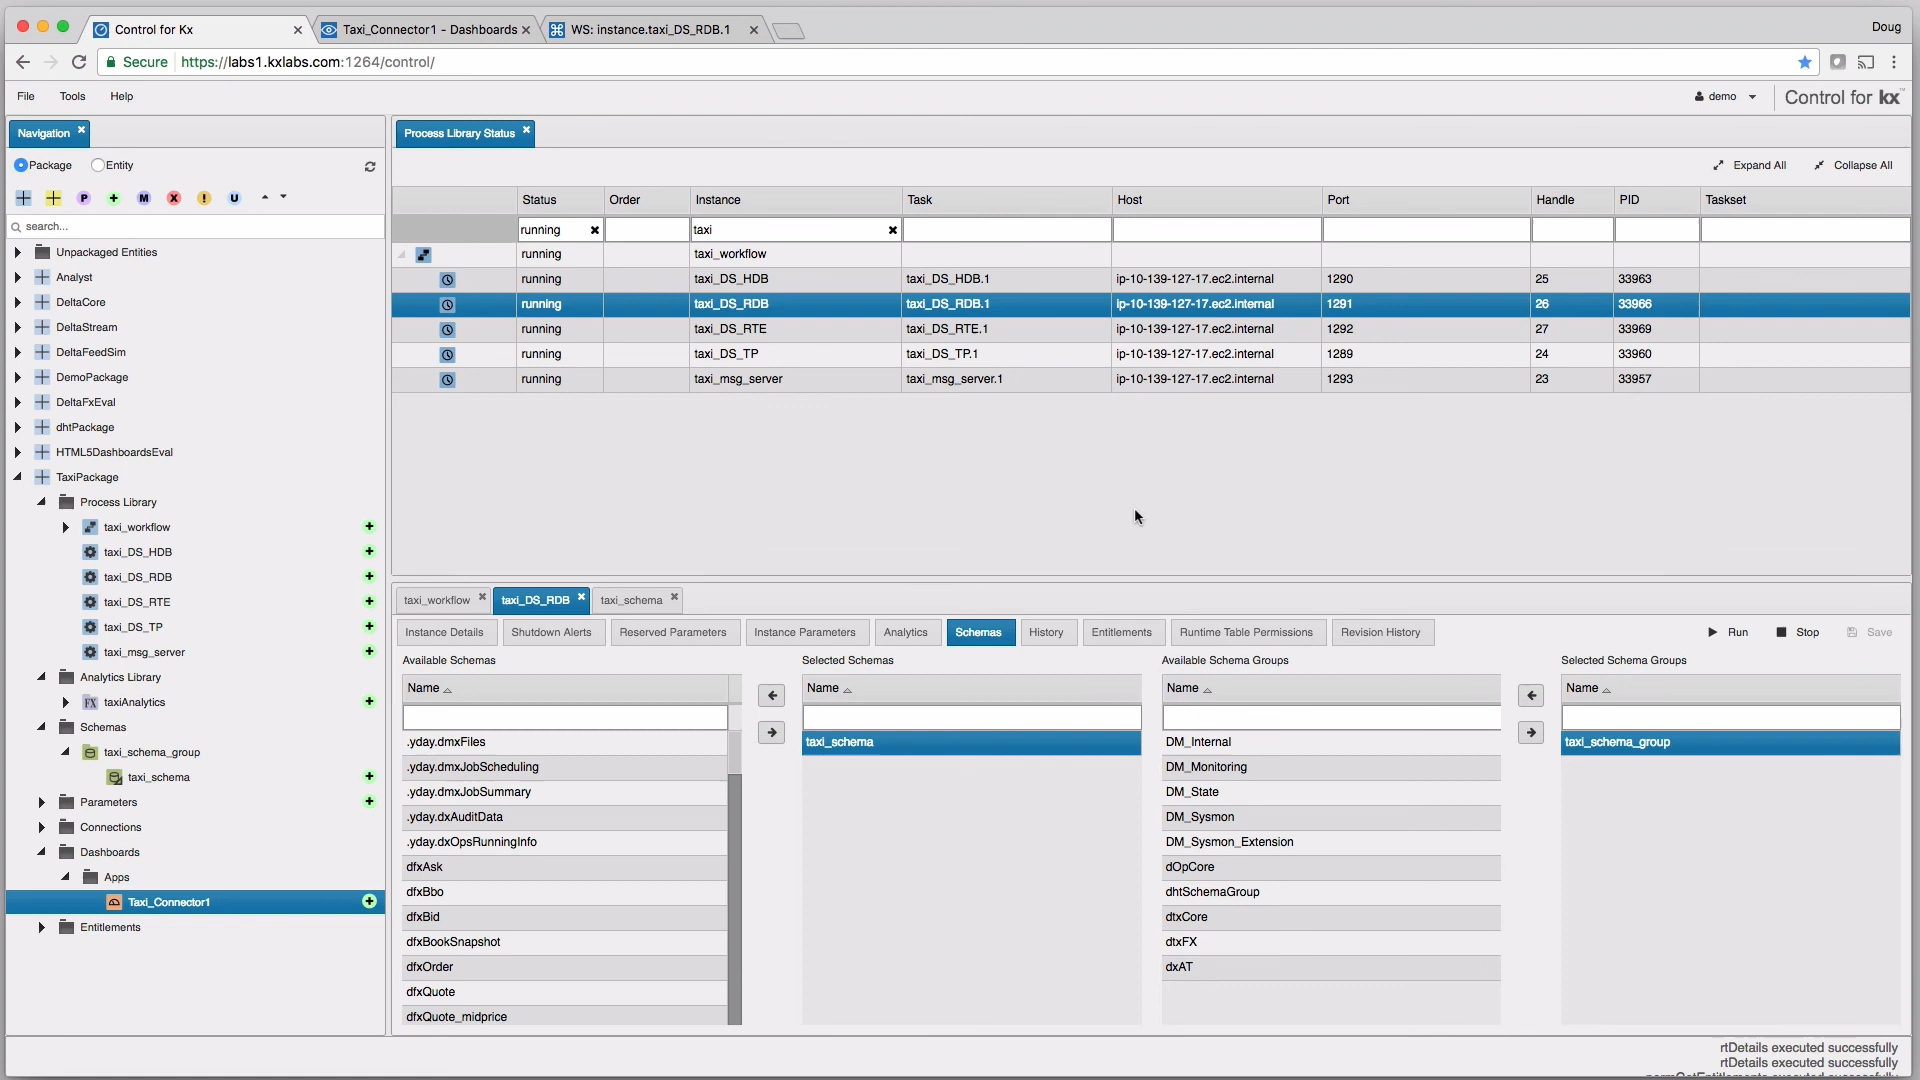 Control for Kx
Taxi_Connector1 - Dashboards
WS: instance.taxi_DS_RDB.1
Doug
Secure
https://labs1.kxlabs.com:1264/control/
File Tools Help
demo
Control for kx
Navigation
Process Library Status
Package Entity
Expand All Collapse All
P + M X ! U
search...
Status Order Instance Task Host Port Handle PID Taskset
running taxi
running taxi_workflow
running taxi_DS_HDB taxi_DS_HDB.1 ip-10-139-127-17.ec2.internal 1290 25 33963
running taxi_DS_RDB taxi_DS_RDB.1 ip-10-139-127-17.ec2.internal 1291 26 33966
running taxi_DS_RTE taxi_DS_RTE.1 ip-10-139-127-17.ec2.internal 1292 27 33969
running taxi_DS_TP taxi_DS_TP.1 ip-10-139-127-17.ec2.internal 1289 24 33960
running taxi_msg_server taxi_msg_server.1 ip-10-139-127-17.ec2.internal 1293 23 33957
Unpackaged Entities
Analyst
DeltaCore
DeltaStream
DeltaFeedSim
DemoPackage
DeltaFxEval
dhtPackage
HTML5DashboardsEval
TaxiPackage
Process Library
taxi_workflow
taxi_DS_HDB
taxi_DS_RDB
taxi_DS_RTE
taxi_DS_TP
taxi_msg_server
Analytics Library
FX taxiAnalytics
Schemas
taxi_schema_group
taxi_schema
Parameters
Connections
Dashboards
Apps
Taxi_Connector1
Entitlements
taxi_workflow taxi_DS_RDB taxi_schema
Instance Details Shutdown Alerts Reserved Parameters Instance Parameters Analytics Schemas History Entitlements Runtime Table Permissions Revision History
Run Stop Save
Available Schemas
Name
.yday.dmxFiles
.yday.dmxJobScheduling
.yday.dmxJobSummary
.yday.dxAuditData
.yday.dxOpsRunningInfo
dfxAsk
dfxBbo
dfxBid
dfxBookSnapshot
dfxOrder
dfxQuote
dfxQuote_midprice
Selected Schemas
Name
taxi_schema
Available Schema Groups
Name
DM_Internal
DM_Monitoring
DM_State
DM_Sysmon
DM_Sysmon_Extension
dOpCore
dhtSchemaGroup
dtxCore
dtxFX
dxAT
Selected Schema Groups
Name
taxi_schema_group
rtDetails executed successfully
rtDetails executed successfully